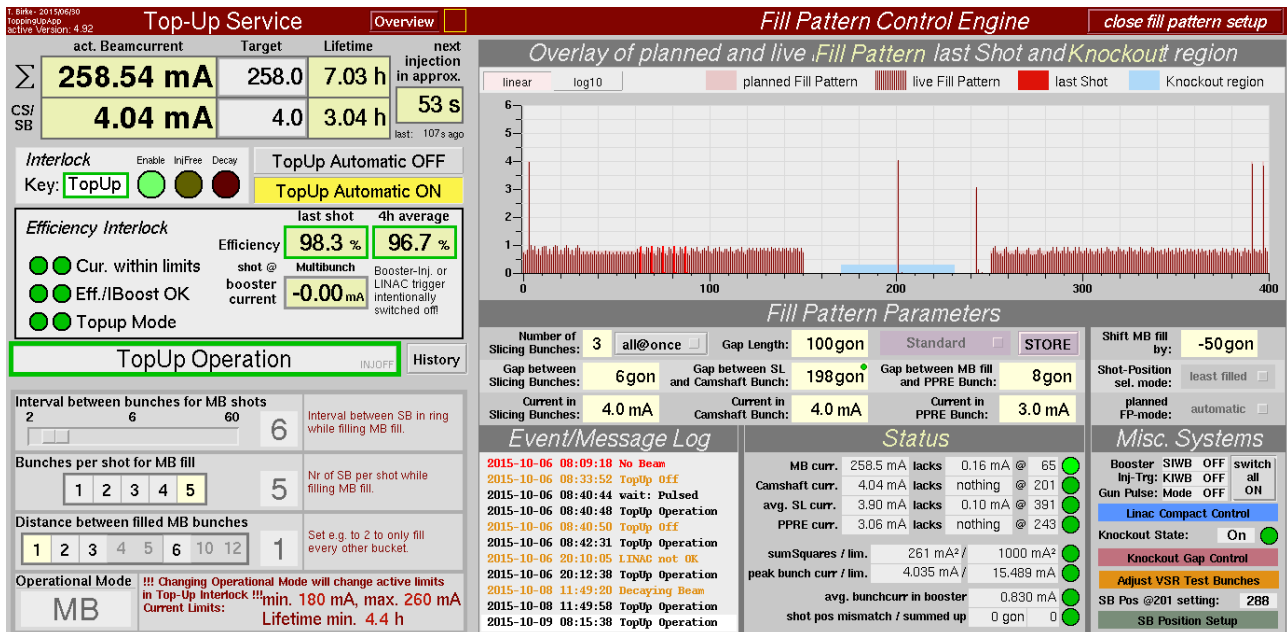 T. Birke - 2015/06/30
ToppingUpApp
active Version: 4.92
Top-Up Service
Overview
Fill Pattern Control Engine
close fill pattern setup
act. Beamcurrent Target Lifetime next injection in approx.
Σ 258.54 mA 258.0 7.03 h
CS/SB 4.04 mA 4.0 3.04 h 53 s
last: 107s ago
Interlock Enable InjFree Decay
Key: TopUp
TopUp Automatic OFF
TopUp Automatic ON
Efficiency Interlock
last shot 4h average
Efficiency 98.3 % 96.7 %
Cur. within limits
Eff./IBoost OK
Topup Mode
shot @ booster current
Multibunch
-0.00 mA
Booster-Inj. or
LINAC trigger
intentionally
switched off!
TopUp Operation INJOFF
History
Interval between bunches for MB shots
2 6 60
6
Interval between SB in ring
while filling MB fill.
Bunches per shot for MB fill
1 2 3 4 5
5
Nr of SB per shot while
filling MB fill.
Distance between filled MB bunches
1 2 3 4 5 6 10 12
1
Set e.g. to 2 to only fill
every other bucket.
Operational Mode
MB
!!! Changing Operational Mode will change active limits
in Top-Up Interlock !!!
Current Limits: min. 180 mA, max. 260 mA
Lifetime min. 4.4 h
Overlay of planned and live Fill Pattern last Shot and Knockout region
linear log10
planned Fill Pattern live Fill Pattern last Shot Knockout region
6
5
4
3
2
1
0
0 100 200 300 400
Fill Pattern Parameters
Number of Slicing Bunches: 3 all@once Gap Length: 100gon Standard STORE
Gap between Slicing Bunches: 6gon Gap between SL and Camshaft Bunch: 198gon Gap between MB fill and PPRE Bunch: 8gon
Current in Slicing Bunches: 4.0 mA Current in Camshaft Bunch: 4.0 mA Current in PPRE Bunch: 3.0 mA
Shift MB fill by: -50gon
Shot-Position sel. mode: least filled
planned FP-mode: automatic
Event/Message Log
2015-10-06 08:09:18 No Beam
2015-10-06 08:33:52 TopUp Off
2015-10-06 08:40:44 wait: Pulsed
2015-10-06 08:40:48 TopUp Operation
2015-10-06 08:40:50 TopUp Off
2015-10-06 08:42:31 TopUp Operation
2015-10-06 20:10:05 LINAC not OK
2015-10-06 20:12:38 TopUp Operation
2015-10-08 11:49:20 Decaying Beam
2015-10-08 11:49:58 TopUp Operation
2015-10-09 08:15:38 TopUp Operation
Status
MB curr. 258.5 mA lacks 0.16 mA @ 65
Camshaft curr. 4.04 mA lacks nothing @ 201
avg. SL curr. 3.90 mA lacks 0.10 mA @ 391
PPRE curr. 3.06 mA lacks nothing @ 243
sumSquares / lim. 261 mA² / 1000 mA²
peak bunch curr / lim. 4.035 mA / 15.489 mA
avg. bunchcurr in booster 0.830 mA
shot pos mismatch / summed up 0 gon 0
Misc. Systems
Booster SIWB OFF
Inj-Trg: KIWB OFF
Gun Pulse: Mode OFF
switch all ON
Linac Compact Control
Knockout State: On
Knockout Gap Control
Adjust VSR Test Bunches
SB Pos @201 setting: 288
SB Position Setup